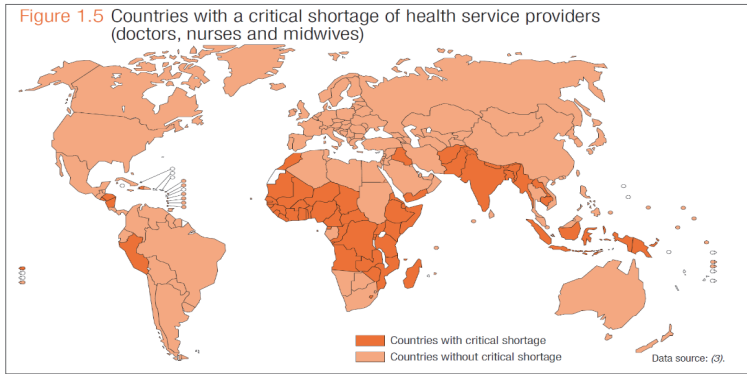 Figure 1.5 Countries with a critical shortage of health service providers
(doctors, nurses and midwives)
Countries with critical shortage
Countries without critical shortage
Data source: (3).